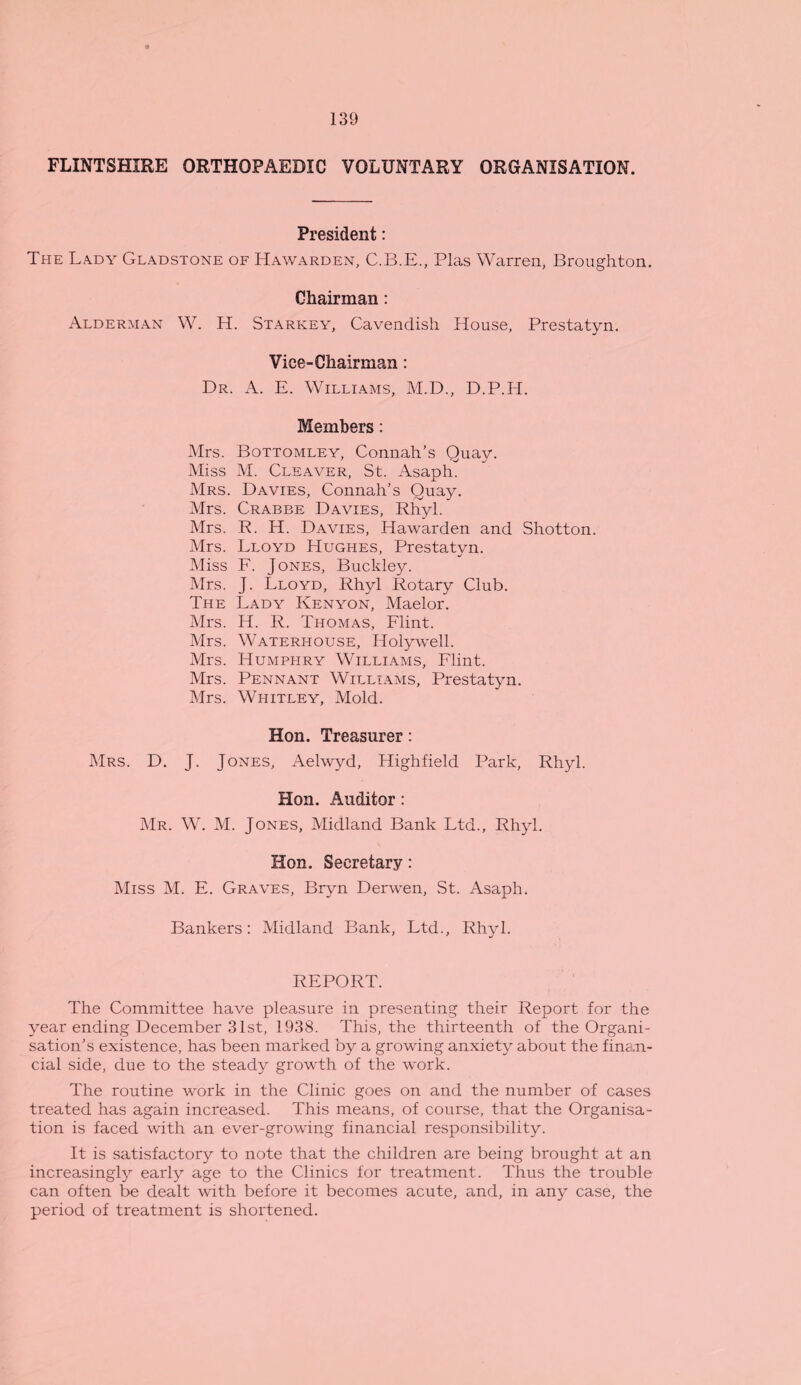 139
FLINTSHIRE ORTHOPAEDIC VOLUNTARY ORGANISATION.
President:
The Lady Gladstone of Hawarden, C.B.E., Plas Warren, Broughton.
Chairman:
Alderman W. H. Starkey, Cavendish House, Prestatyn.
Vice-Chairman:
Dr. A. E. Williams, M.D., D.P.H.
Members:
Mrs. Bottomley, Connah's Quay.
Miss M. Cleaver, St. Asaph.
Mrs. Davies, Connah's Quay.
Mrs. Crabbe Davies, Rhyl.
Mrs. R. H. Davies, Hawarden and Shotton.
Mrs. Lloyd Hughes, Prestatyn.
Miss F. Jones, Buckley.
Mrs. J. Lloyd, Rhyl Rotary Club.
The Lady Kenyon, Maelor.
Mrs. H. R. Thomas, Flint.
Mrs. Waterhouse, Holywell.
Mrs. Humphry Williams, Flint.
Mrs. Pennant Williams, Prestatyn.
Mrs. Whitley, Mold.
Hon. Treasurer:
Mrs. D. J. Jones, Aelwyd, Highfield Park, Rhyl.
Hon. Auditor:
Mr. W. M. Jones, Midland Bank Ltd., Rhyl.
Hon. Secretary:
Miss M. E. Graves, Bryn Derwen, St. Asaph.
Bankers: Midland Bank, Ltd., Rhyl.
REPORT.
The Committee have pleasure in presenting their Report for the
year ending December 31st, 1938. This, the thirteenth of the Organi-
sation's existence, has been marked by a growing anxiety about the finan-
cial side, due to the steady growth of the work.
The routine work in the Clinic goes on and the number of cases
treated has again increased. This means, of course, that the Organisa-
tion is faced with an ever-growing financial responsibility.
It is satisfactory to note that the children are being brought at an
increasingly early age to the Clinics for treatment. Thus the trouble
can often be dealt with before it becomes acute, and, in any case, the
period of treatment is shortened.